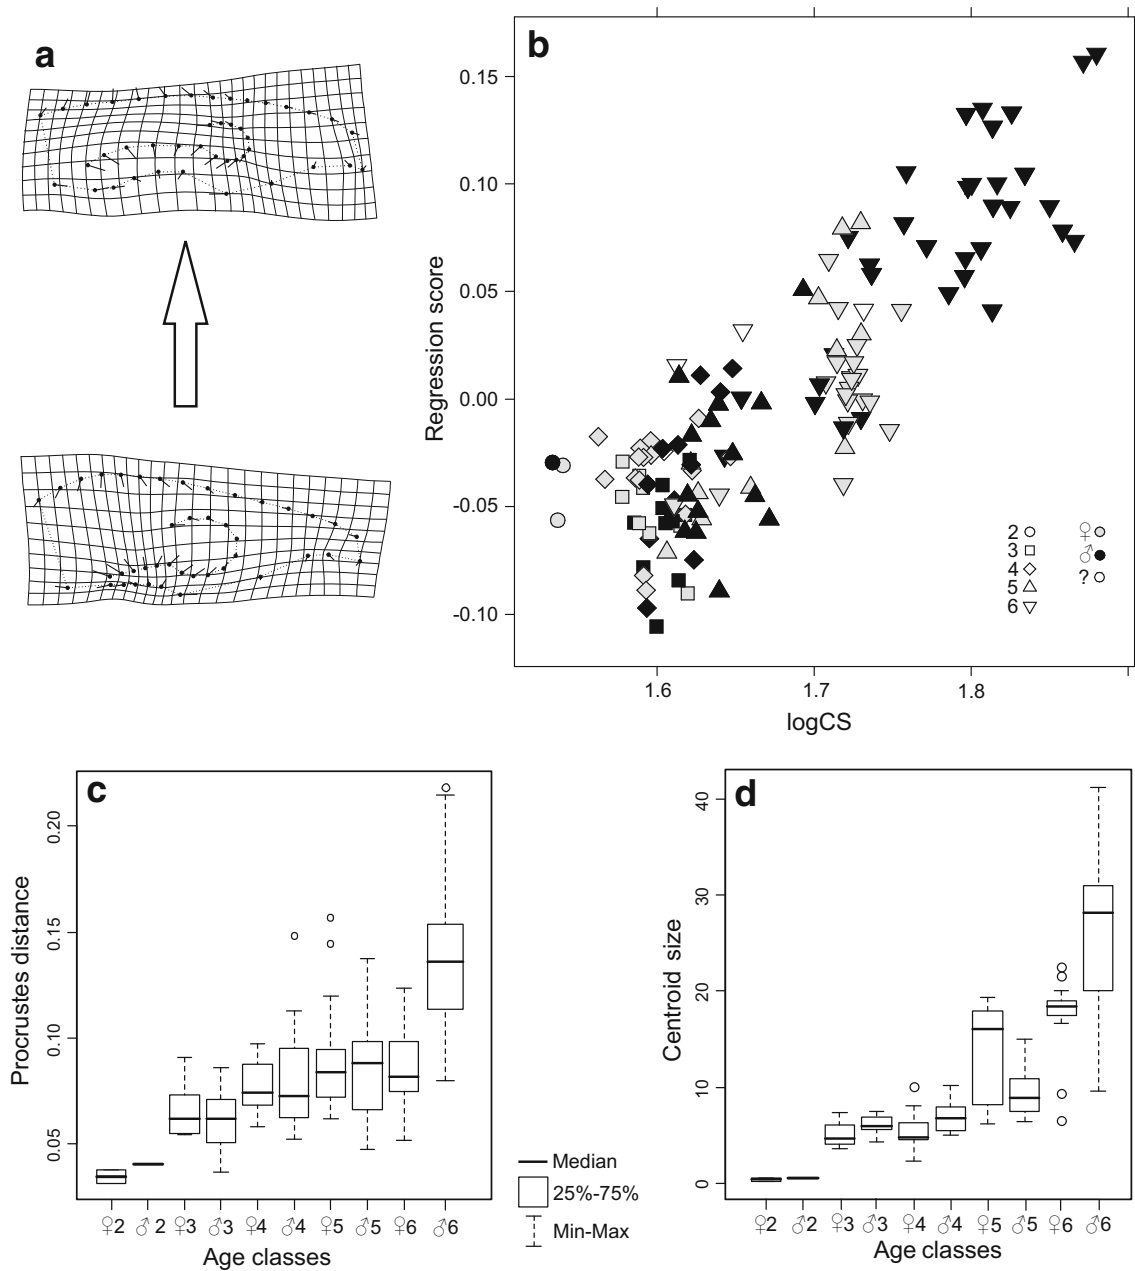 a
b
Regression score
0.15
0.10
0.05
0.00
-0.05
-0.10
1.6
1.7
1.8
logCS
2
3
4
5
6
♀
♂
?
c
Procrustes distance
0.20
0.15
0.10
0.05
♀2 ♂2 ♀3 ♂3 ♀4 ♂4 ♀5 ♂5 ♀6 ♂6
Age classes
Median
25%-75%
Min-Max
d
Centroid size
40
30
20
10
0
♀2 ♂2 ♀3 ♂3 ♀4 ♂4 ♀5 ♂5 ♀6 ♂6
Age classes